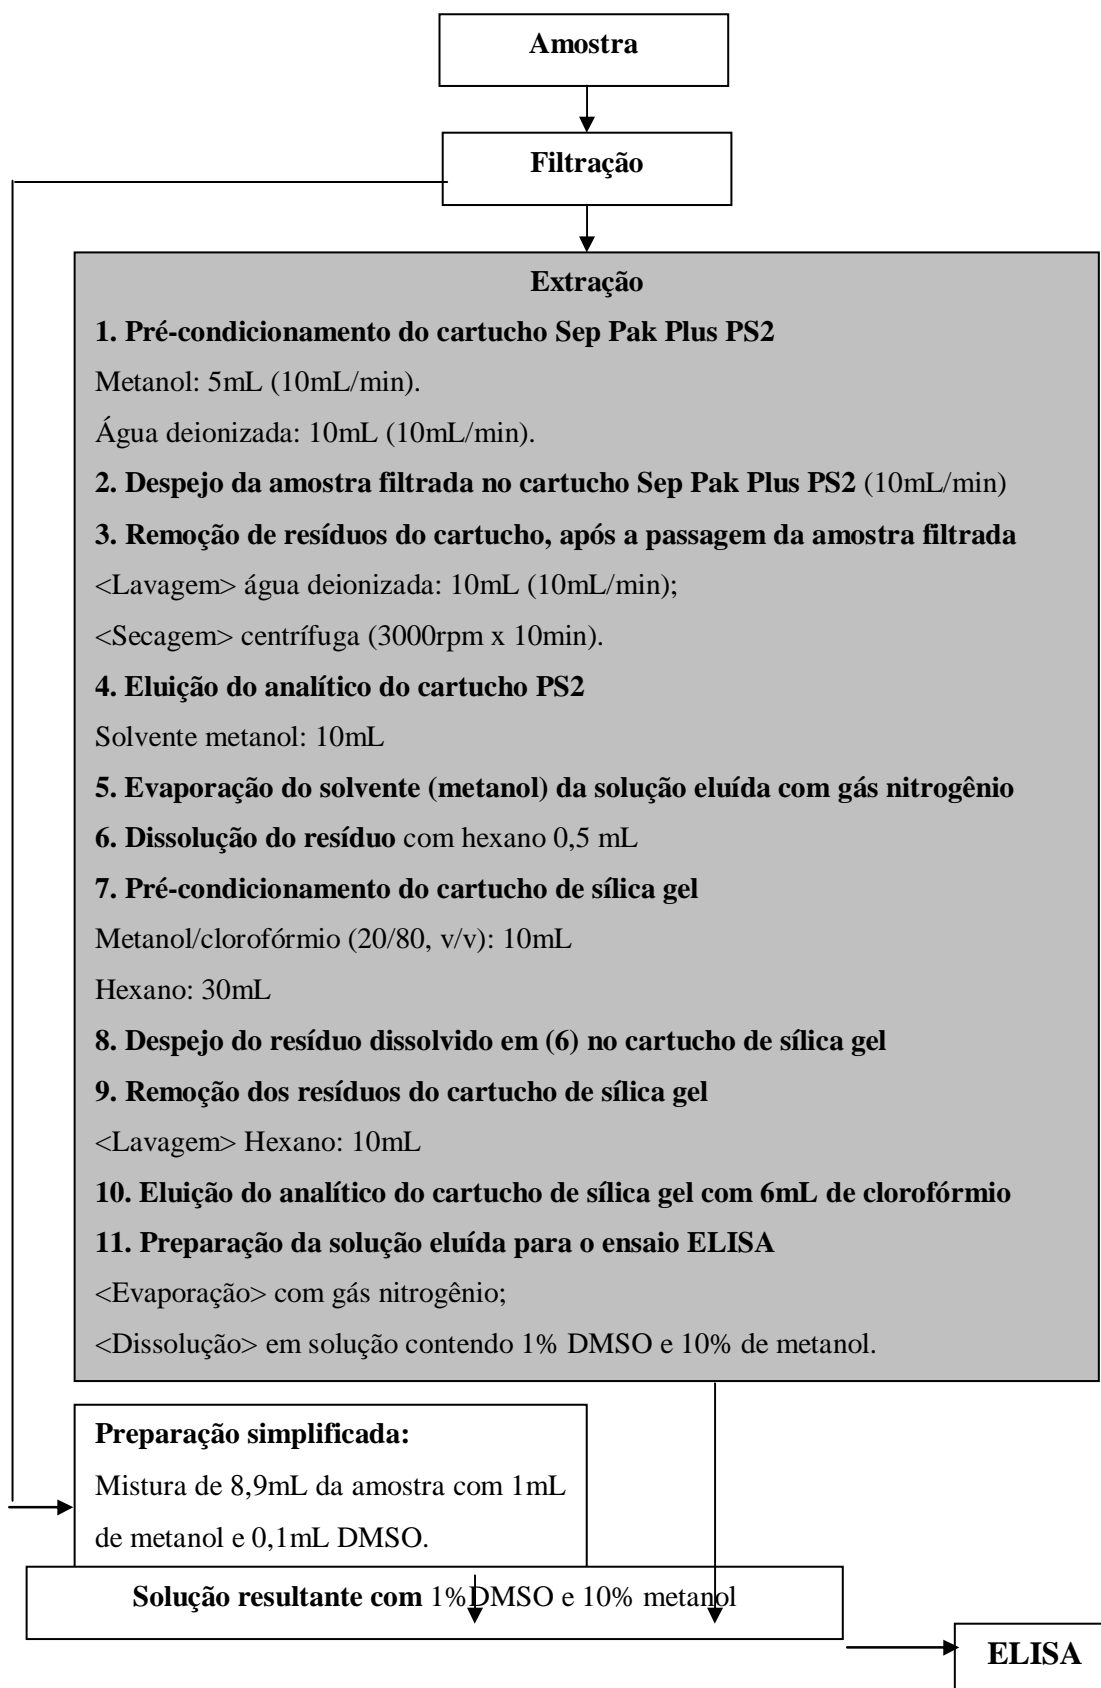 Amostra
Filtração
Extração
1. Pré-condicionamento do cartucho Sep Pak Plus PS2
Metanol: 5mL (10mL/min).
Água deionizada: 10mL (10mL/min).
2. Despejo da amostra filtrada no cartucho Sep Pak Plus PS2 (10mL/min)
3. Remoção de resíduos do cartucho, após a passagem da amostra filtrada
<Lavagem> água deionizada: 10mL (10mL/min);
<Secagem> centrífuga (3000rpm x 10min).
4. Eluição do analítico do cartucho PS2
Solvente metanol: 10mL
5. Evaporação do solvente (metanol) da solução eluída com gás nitrogênio
6. Dissolução do resíduo com hexano 0,5 mL
7. Pré-condicionamento do cartucho de sílica gel
Metanol/clorofórmio (20/80, v/v): 10mL
Hexano: 30mL
8. Despejo do resíduo dissolvido em (6) no cartucho de sílica gel
9. Remoção dos resíduos do cartucho de sílica gel
<Lavagem> Hexano: 10mL
10. Eluição do analítico do cartucho de sílica gel com 6mL de clorofórmio
11. Preparação da solução eluída para o ensaio ELISA
<Evaporação> com gás nitrogênio;
<Dissolução> em solução contendo 1% DMSO e 10% de metanol.
Preparação simplificada:
Mistura de 8,9mL da amostra com 1mL
de metanol e 0,1mL DMSO.
Solução resultante com 1%DMSO e 10% metanol
ELISA